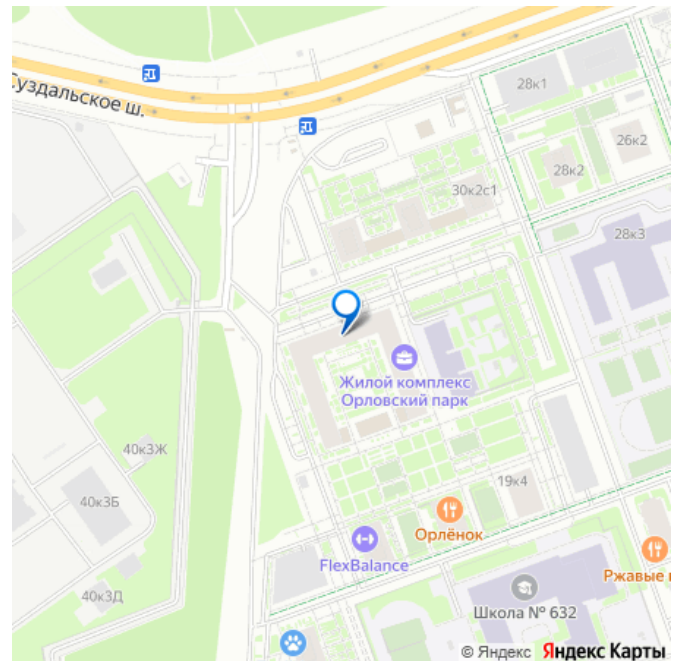 Суздальское ш.
28к1
26к2
28к2
30к2с1
28к3
Жилой комплекс
Орловский парк
40к3Ж
40к3Б
19к4
Орлёнок
FlexBalance
Ржавые
40к3Д
Школа № 632
© Яндекс Яндекс Карты